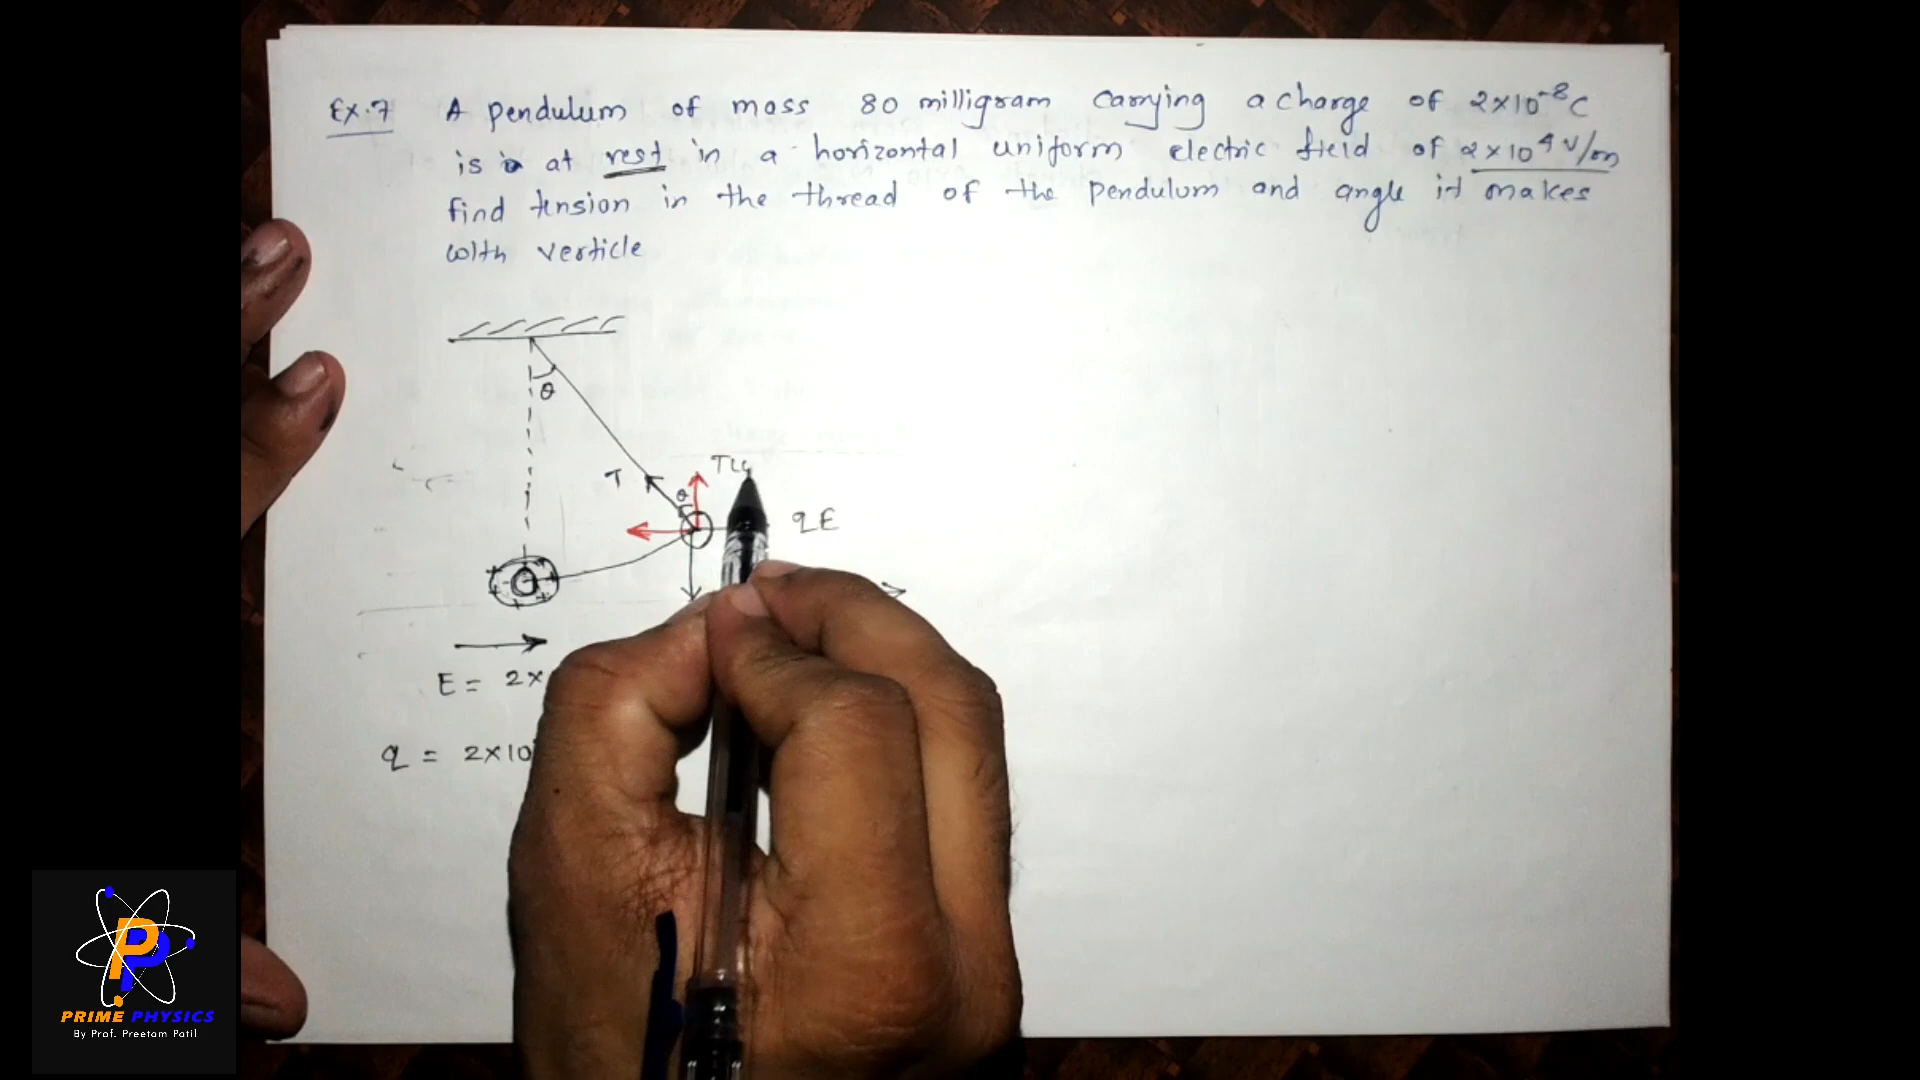 Ex.7 A pendulum of mass 80 milligram carrying a charge of 2×10⁻⁸C
is at rest in a horizontal uniform electric field of 2×10⁴ V/m
find tension in the thread of the pendulum and angle it makes
with verticle
θ
T
θ
qE
E = 2×
q = 2×10
PRIME PHYSICS
By Prof. Preetam Patil